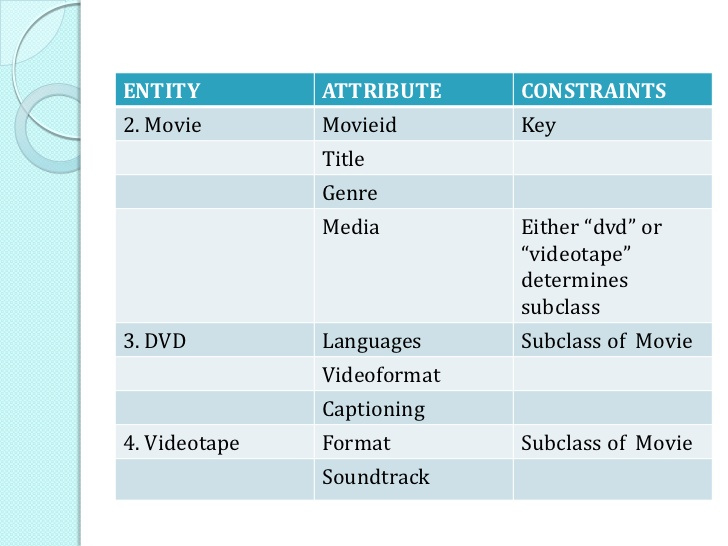 ENTITY ATTRIBUTE CONSTRAINTS
2. Movie Movieid Key
Title
Genre
Media Either “dvd” or
“videotape”
determines
subclass
3. DVD Languages Subclass of Movie
Videoformat
Captioning
4. Videotape Format Subclass of Movie
Soundtrack